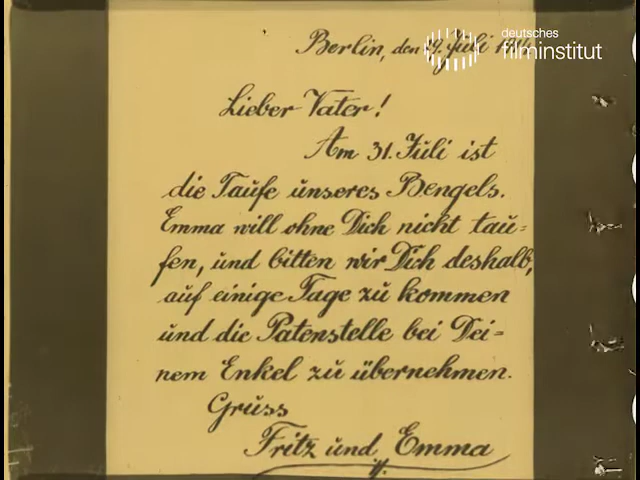 deutsches
filminstitut
Berlin, den 29. Juli
Lieber Vater!
Am 31. Juli ist
die Taufe unseres Bengels.
Emma will ohne Dich nicht tau=
fen, und bitten wir Dich deshalb,
auf einige Tage zu kommen
und die Patenstelle bei Dei=
nem Enkel zu übernehmen.
Gruss
Fritz und Emma